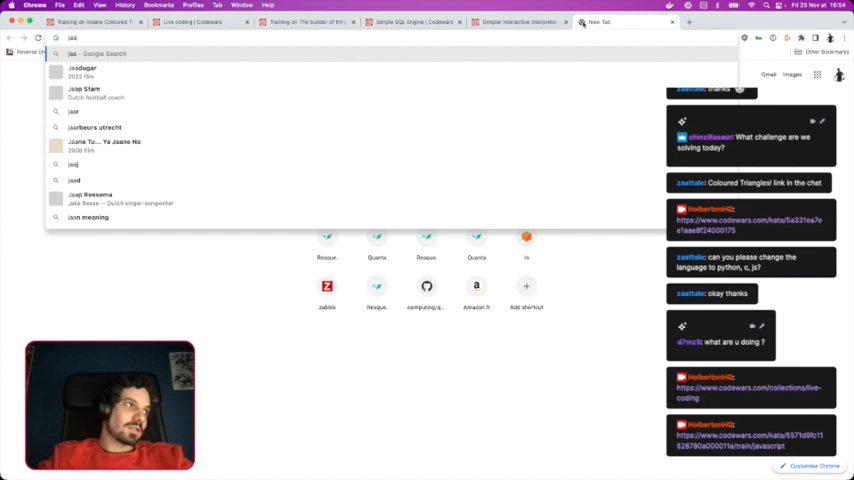 Chrome File Edit View History Bookmarks Profiles Tab Window Help
Fri 25 Nov at 16:54
Training on Insane Coloured T
Live coding | Codewars
Training on The builder of thin
Simple SQL Engine | Codewars
Simpler Interactive Interpreter
New Tab
jaa
Reverse
Other Bookmarks
jaa - Google Search
Jaadugar
2022 film
Jaap Stam
Dutch football coach
jaar
jaarbeurs utrecht
Jaane Tu... Ya Jaane Na
2008 film
jaaj
jaad
Jaap Reesema
Jake Reese — Dutch singer-songwriter
jaan meaning
Gmail Images
Resque.
Quanta
Resque.
Quanta
In
zabbix
Resque.
computing/q...
Amazon.fr
Add shortcut
zaattale: thanks
chinzillasaur: What challenge are we
solving today?
zaattale: Coloured Triangles! link in the chat
HolbertonHQ:
https://www.codewars.com/kata/5a331ea7e
e1aae8f24000175
zaattale: can you please change the
language to python, c, js?
zaattale: okay thanks
d7mz5: what are u doing ?
HolbertonHQ:
https://www.codewars.com/collections/live-
coding
HolbertonHQ:
https://www.codewars.com/kata/5571d9fc11
526780a000011a/train/javascript
Customise Chrome